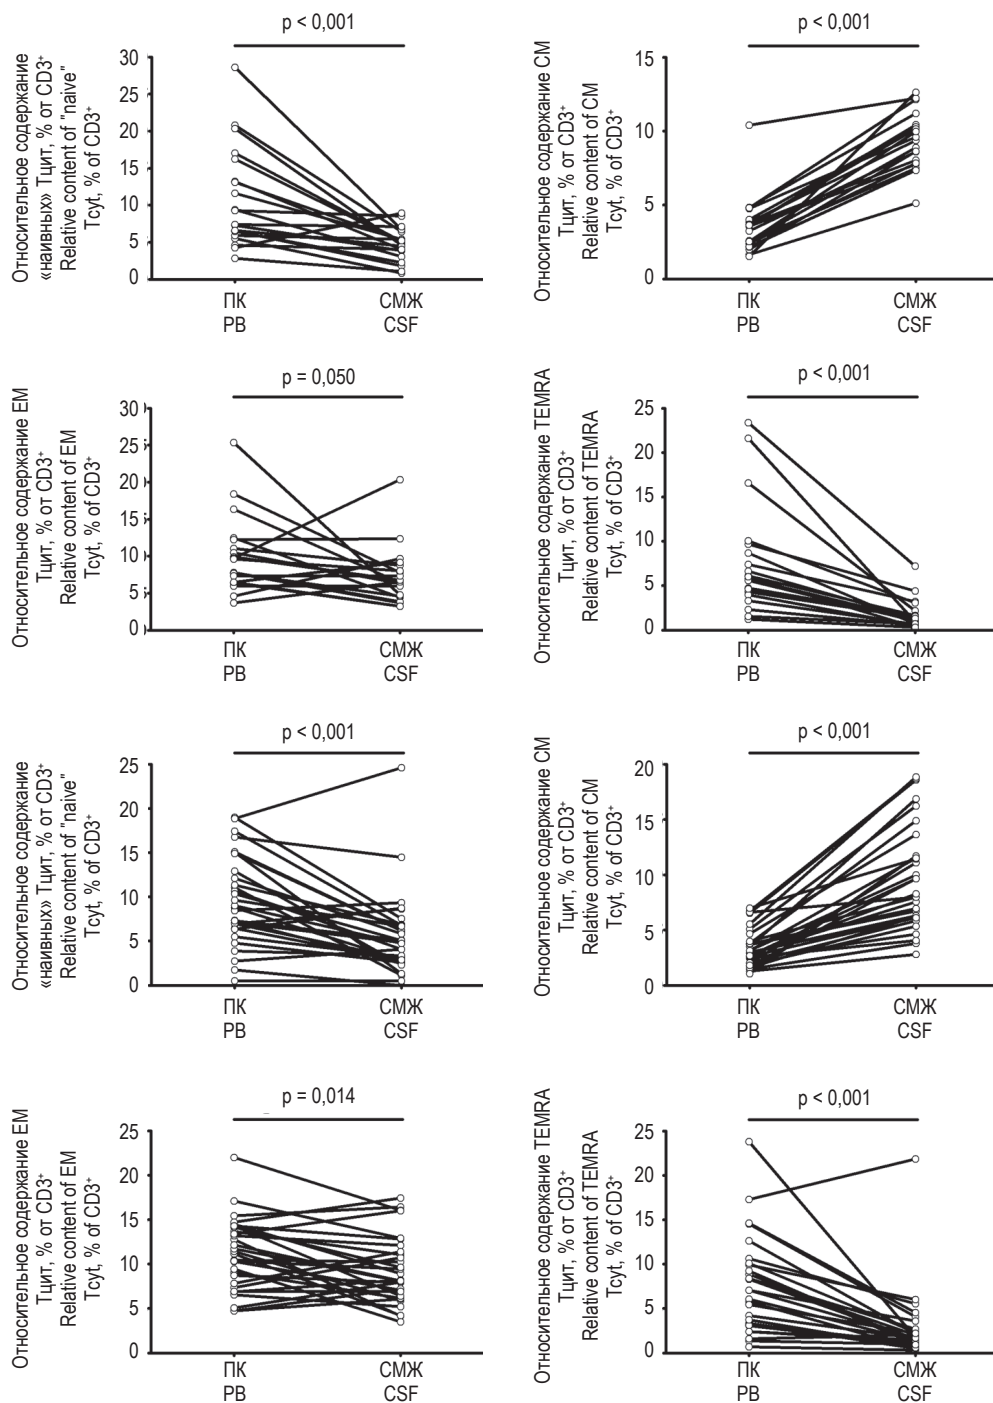 p < 0,001
Относительное содержание
«наивных» Тцит, % от CD3+
Relative content of "naive"
Tcyt, % of CD3+
30
25
20
15
10
5
0
ПК
PB
СМЖ
CSF
p < 0,001
Относительное содержание CM
Тцит, % от CD3+
Relative content of CM
Tcyt, % of CD3+
15
10
5
0
ПК
PB
СМЖ
CSF
p = 0,050
Относительное содержание EM
Тцит, % от CD3+
Relative content of EM
Tcyt, % of CD3+
30
25
20
15
10
5
0
ПК
PB
СМЖ
CSF
p < 0,001
Относительное содержание TEMRA
Тцит, % от CD3+
Relative content of TEMRA
Tcyt, % of CD3+
25
20
15
10
5
0
ПК
PB
СМЖ
CSF
p < 0,001
Относительное содержание
«наивных» Тцит, % от CD3+
Relative content of "naive"
Tcyt, % of CD3+
25
20
15
10
5
0
ПК
PB
СМЖ
CSF
p < 0,001
Относительное содержание CM
Тцит, % от CD3+
Relative content of CM
Tcyt, % of CD3+
20
15
10
5
0
ПК
PB
СМЖ
CSF
p = 0,014
Относительное содержание EM
Тцит, % от CD3+
Relative content of EM
Tcyt, % of CD3+
25
20
15
10
5
0
ПК
PB
СМЖ
CSF
p < 0,001
Относительное содержание TEMRA
Тцит, % от CD3+
Relative content of TEMRA
Tcyt, % of CD3+
25
20
15
10
5
0
ПК
PB
СМЖ
CSF